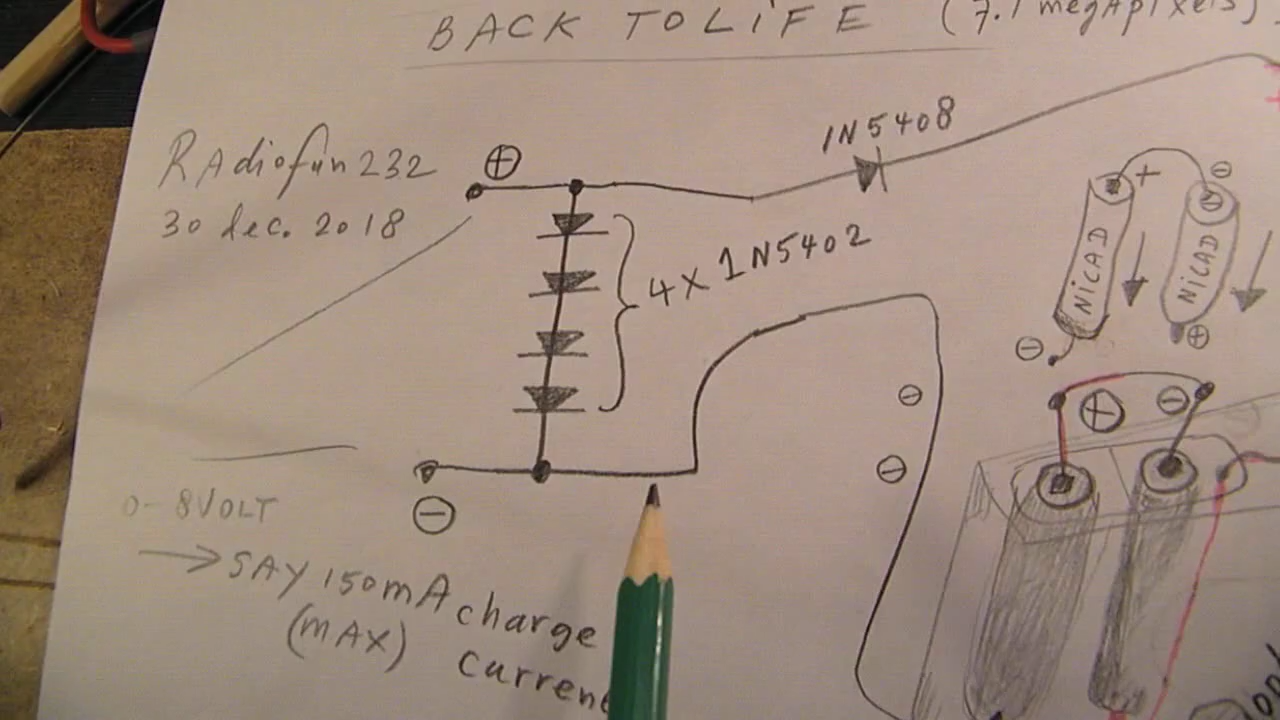 BACK TO LiFE (7.1 megApixels)
RAdiofun232
30 dec. 2018
⊕
1N5408
4X 1N5402
+
⊖
NiCAD
NiCAD
⊖
⊕
⊖
⊖
⊕
⊖
⊖
0-8VOLT
→ SAY 150mA charge
(MAX) curren